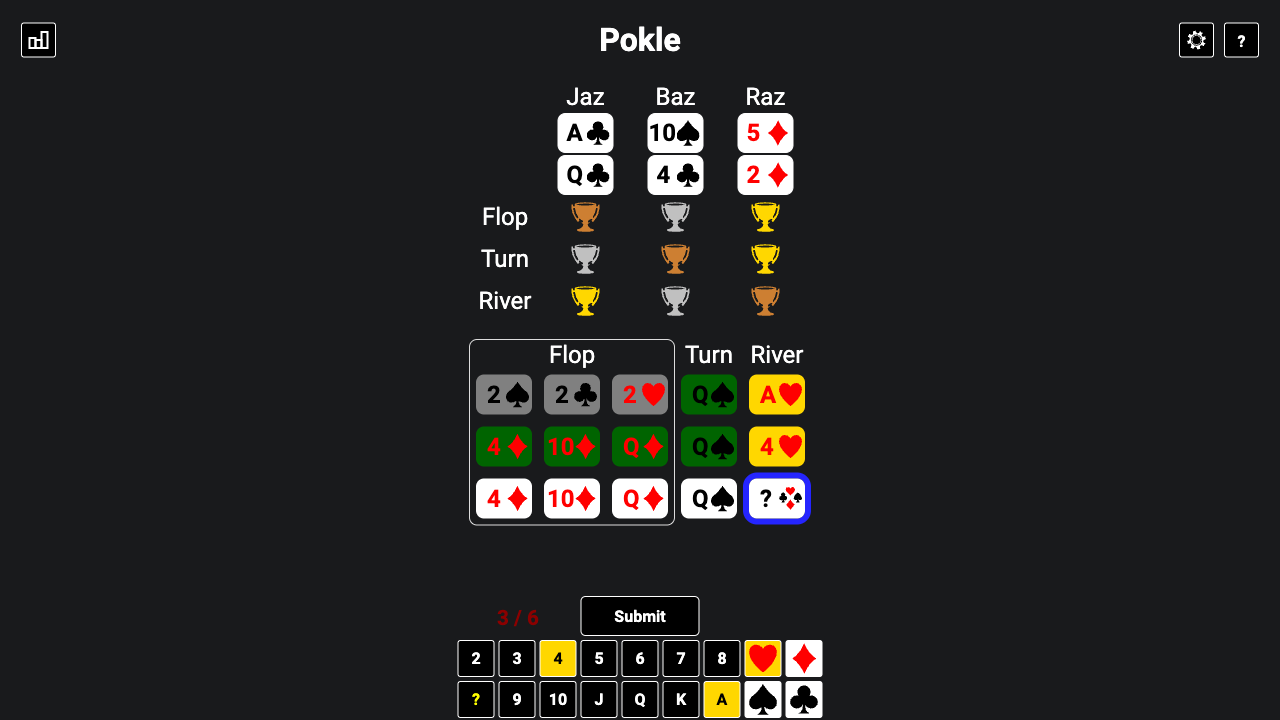 Pokle
?
Jaz Baz Raz
A♣ 10♠ 5♦
Q♣ 4♣ 2♦
Flop
Turn
River
Flop Turn River
2♠ 2♣ 2♥ Q♠ A♥
4♦ 10♦ Q♦ Q♠ 4♥
4♦ 10♦ Q♦ Q♠ ?
3 / 6 Submit
2 3 4 5 6 7 8 ♥ ♦
? 9 10 J Q K A ♠ ♣